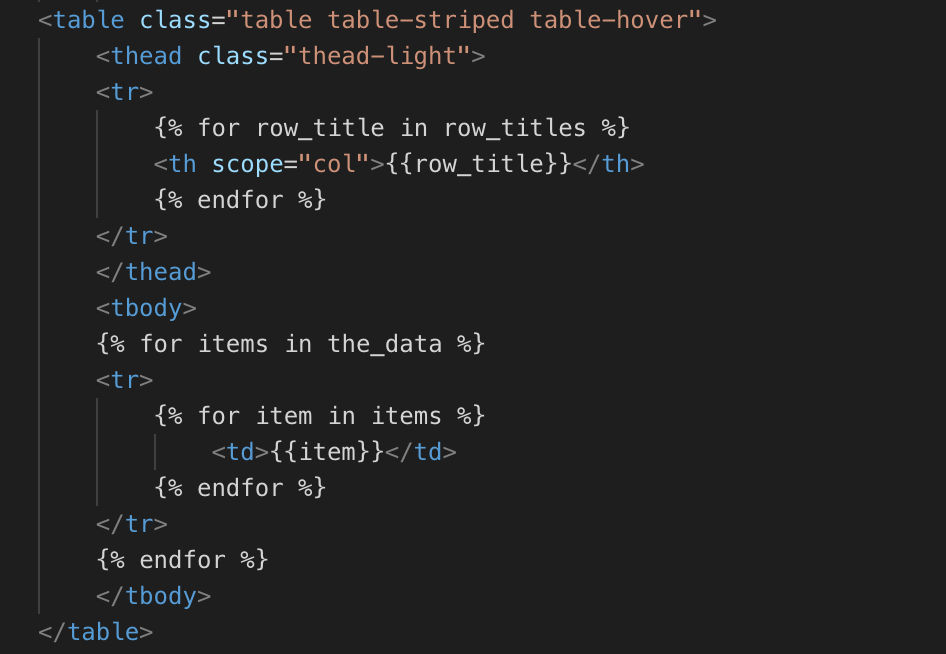 <table class="table table-striped table-hover">
    <thead class="thead-light">
    <tr>
        {% for row_title in row_titles %}
        <th scope="col">{{row_title}}</th>
        {% endfor %}
    </tr>
    </thead>
    <tbody>
    {% for items in the_data %}
    <tr>
        {% for item in items %}
            <td>{{item}}</td>
        {% endfor %}
    </tr>
    {% endfor %}
    </tbody>
</table>